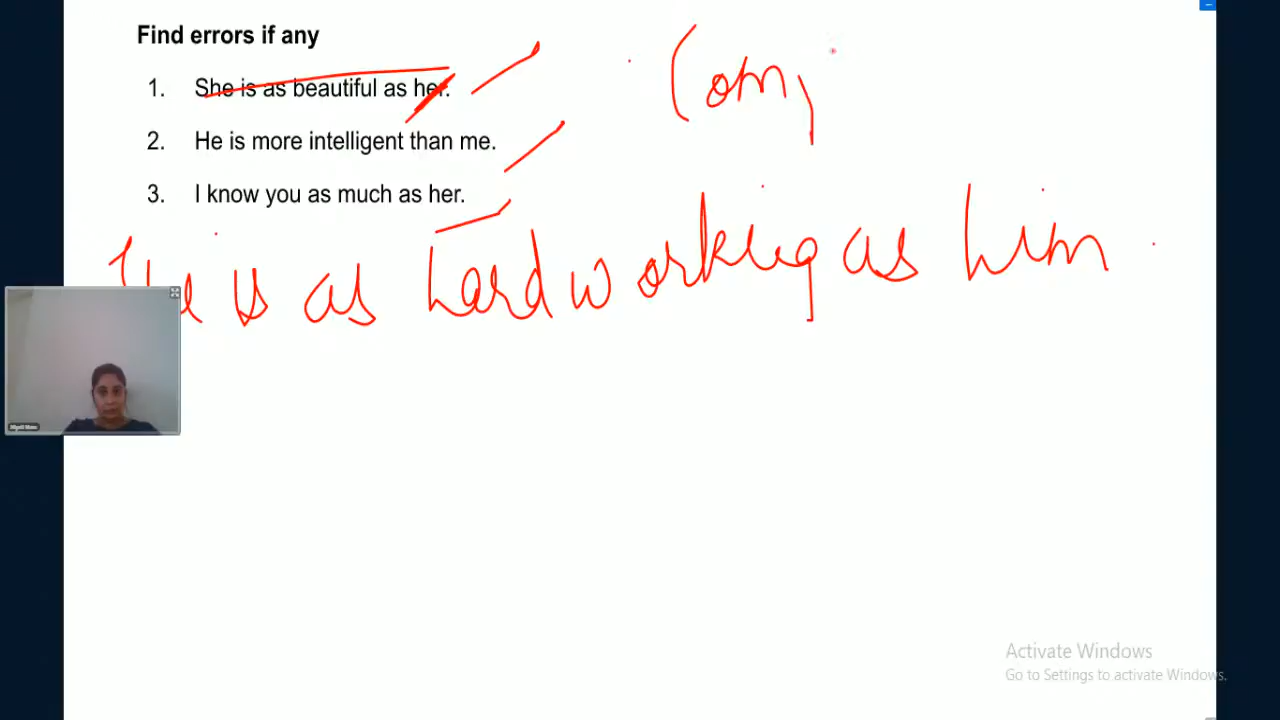 Find errors if any
1. She is as beautiful as her.
2. He is more intelligent than me.
3. I know you as much as her.
Com
He is as hardworking as him.
Activate Windows
Go to Settings to activate Windows.